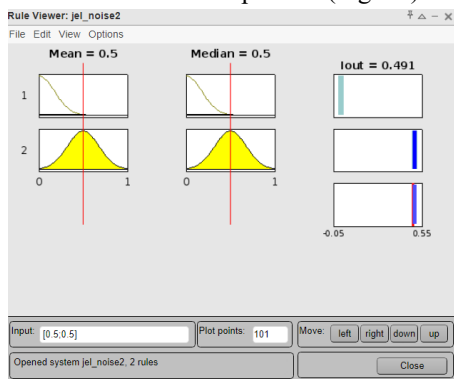 Rule Viewer: jel_noise2
File Edit View Options
Mean = 0.5 Median = 0.5 Iout = 0.491
1
2
0 1 0 1
-0.05 0.55
Input: [0.5;0.5] Plot points: 101 Move: left right down up
Opened system jel_noise2, 2 rules Close